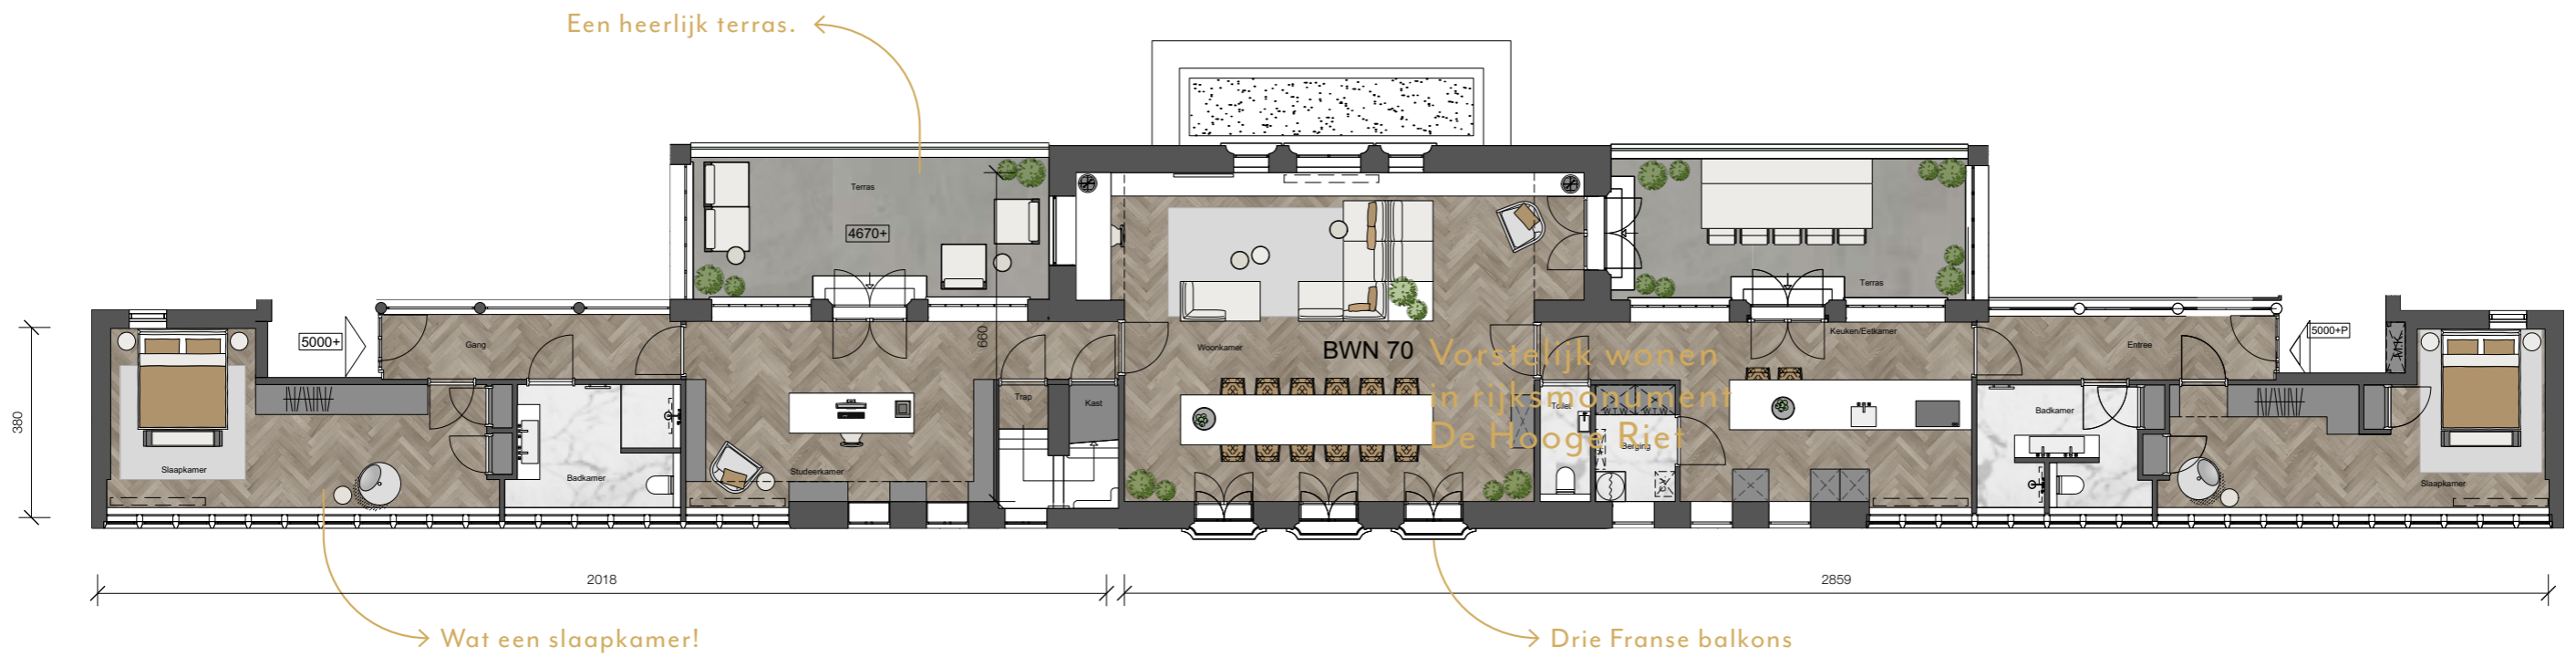 Een heerlijk terras.
Terras
4670+
Terras
5000+
Gang
660
Woonkamer
BWN 70
Vorstelijk wonen
in rijksmonument
De Hooge Riet
Keuken/Eetkamer
Entree
5000+P
M.K.
380
Slaapkamer
Badkamer
Studeerkamer
Trap
Kast
Toilet
W.T.W.
W.T.W.
Berging
Badkamer
Slaapkamer
2018
2859
Wat een slaapkamer!
Drie Franse balkons